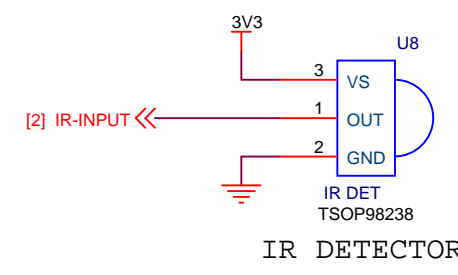 3V3
U8
3 VS
[2] IR-INPUT 1 OUT
2 GND
IR DET
TSOP98238
IR DETECTOR